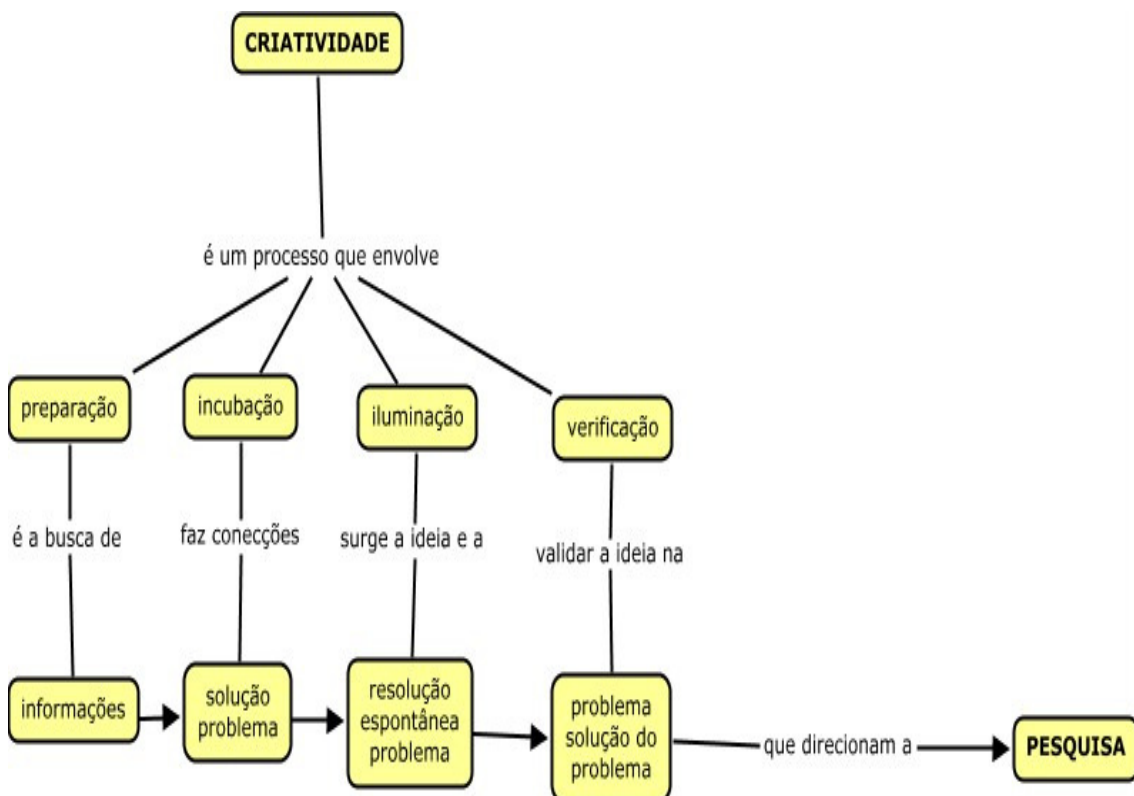 CRIATIVIDADE
é um processo que envolve
preparação
incubação
iluminação
verificação
é a busca de
faz conecções
surge a ideia e a
validar a ideia na
informações
solução
problema
resolução
espontânea
problema
problema
solução do
problema
que direcionam a
PESQUISA